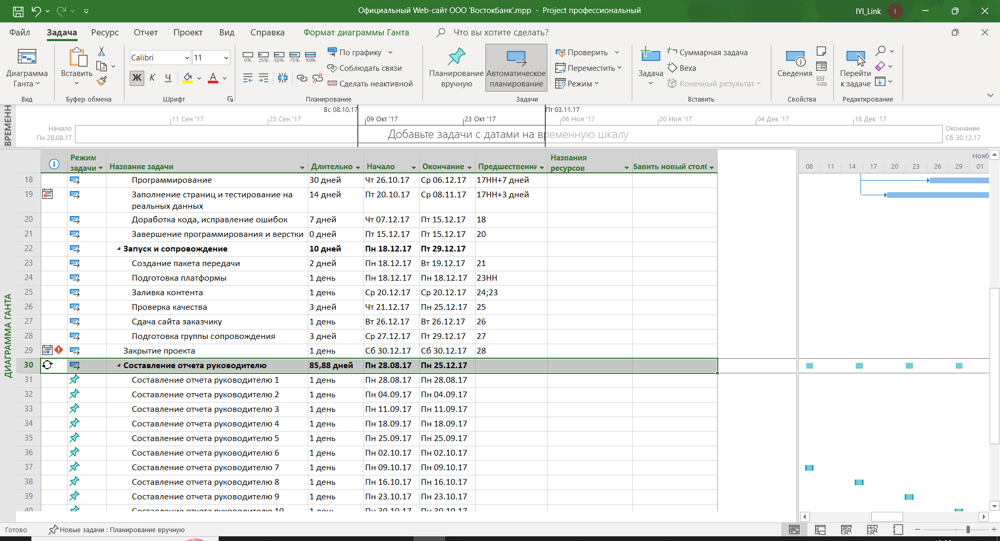 Официальный Web-сайт ООО 'Востокбанк'.mpp  -  Project профессиональный
IYI_Link
I
Файл
Задача
Ресурс
Отчет
Проект
Вид
Справка
Формат диаграммы Ганта
Что вы хотите сделать?
Диаграмма Ганта
Вид
Вставить
Буфер обмена
Calibri
11
Ж К Ч
А
Шрифт
0% 25% 50% 75% 100%
По графику
Соблюдать связи
Сделать неактивной
Планирование
Планирование вручную
Автоматическое планирование
Проверить
Переместить
Режим
Задачи
Задача
Суммарная задача
Веха
Конечный результат
Вставить
Сведения
Свойства
Перейти к задаче
Редактирование
ВРЕМЕНН
Вс 08.10.17
Пт 03.11.17
11 Сен '17
25 Сен '17
09 Окт '17
23 Окт '17
06 Ноя '17
20 Ноя '17
04 Дек '17
18 Дек '17
Начало
Пн 28.08.17
Добавьте задачи с датами на временную шкалу
Окончание
Сб 30.12.17
ДИАГРАММА ГАНТА
Режим задачи
Название задачи
Длительно
Начало
Окончание
Предшественни
Названия ресурсов
бавить новый столб
Нояб
08 11 14 17 20 23 26 29 01
18 Программирование 30 дней Чт 26.10.17 Ср 06.12.17 17НН+7 дней
19 Заполнение страниц и тестирование на реальных данных 14 дней Пт 20.10.17 Ср 08.11.17 17НН+3 дней
20 Доработка кода, исправление ошибок 7 дней Чт 07.12.17 Пт 15.12.17 18
21 Завершение программирования и верстки 0 дней Пт 15.12.17 Пт 15.12.17 20
22 Запуск и сопровождение 10 дней Пн 18.12.17 Пт 29.12.17
23 Создание пакета передачи 2 дней Пн 18.12.17 Вт 19.12.17 21
24 Подготовка платформы 1 день Пн 18.12.17 Пн 18.12.17 23НН
25 Заливка контента 1 день Ср 20.12.17 Ср 20.12.17 24;23
26 Проверка качества 3 дней Чт 21.12.17 Пн 25.12.17 25
27 Сдача сайта заказчику 1 день Вт 26.12.17 Вт 26.12.17 26
28 Подготовка группы сопровождения 3 дней Ср 27.12.17 Пт 29.12.17 27
29 Закрытие проекта 1 день Сб 30.12.17 Сб 30.12.17 28
30 Составление отчета руководителю 85,88 дней Пн 28.08.17 Пн 25.12.17
31 Составление отчета руководителю 1 1 день Пн 28.08.17 Пн 28.08.17
32 Составление отчета руководителю 2 1 день Пн 04.09.17 Пн 04.09.17
33 Составление отчета руководителю 3 1 день Пн 11.09.17 Пн 11.09.17
34 Составление отчета руководителю 4 1 день Пн 18.09.17 Пн 18.09.17
35 Составление отчета руководителю 5 1 день Пн 25.09.17 Пн 25.09.17
36 Составление отчета руководителю 6 1 день Пн 02.10.17 Пн 02.10.17
37 Составление отчета руководителю 7 1 день Пн 09.10.17 Пн 09.10.17
38 Составление отчета руководителю 8 1 день Пн 16.10.17 Пн 16.10.17
39 Составление отчета руководителю 9 1 день Пн 23.10.17 Пн 23.10.17
40 Составление отчета руководителю 10 1 день Пн 30.10.17 Пн 30.10.17
Готово
Новые задачи : Планирование вручную